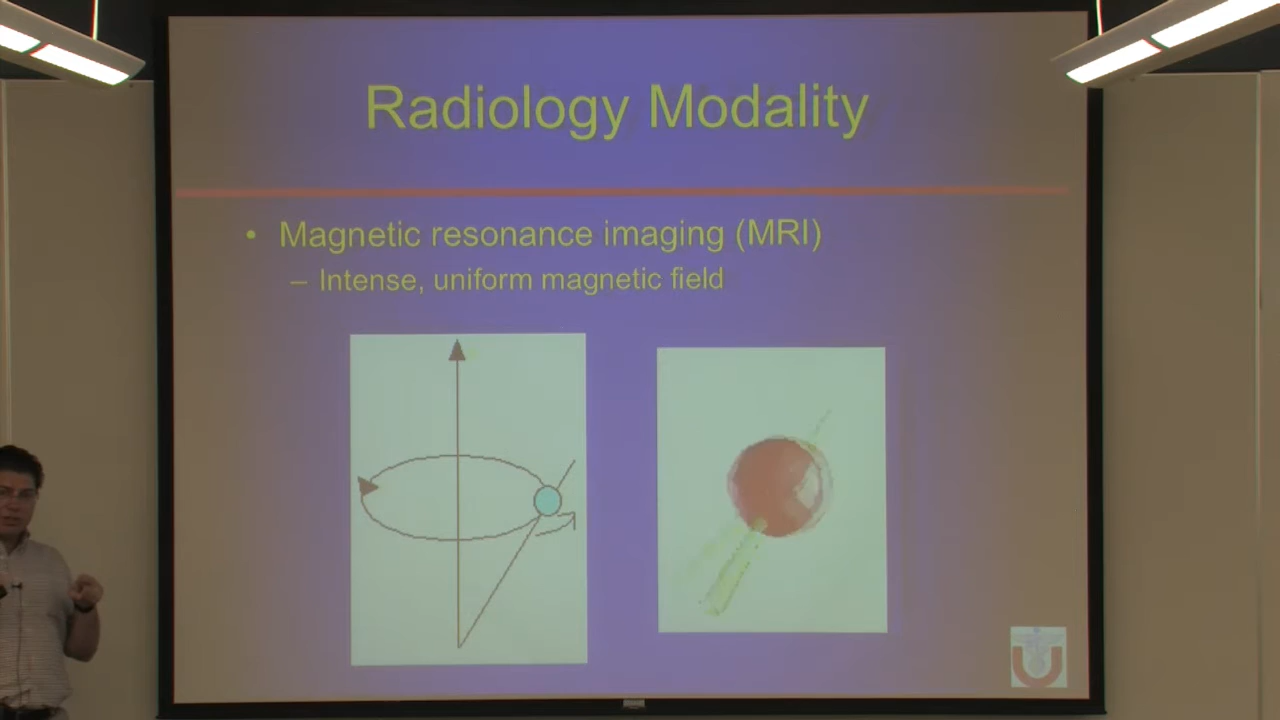 Radiology Modality
• Magnetic resonance imaging (MRI)
– Intense, uniform magnetic field
U